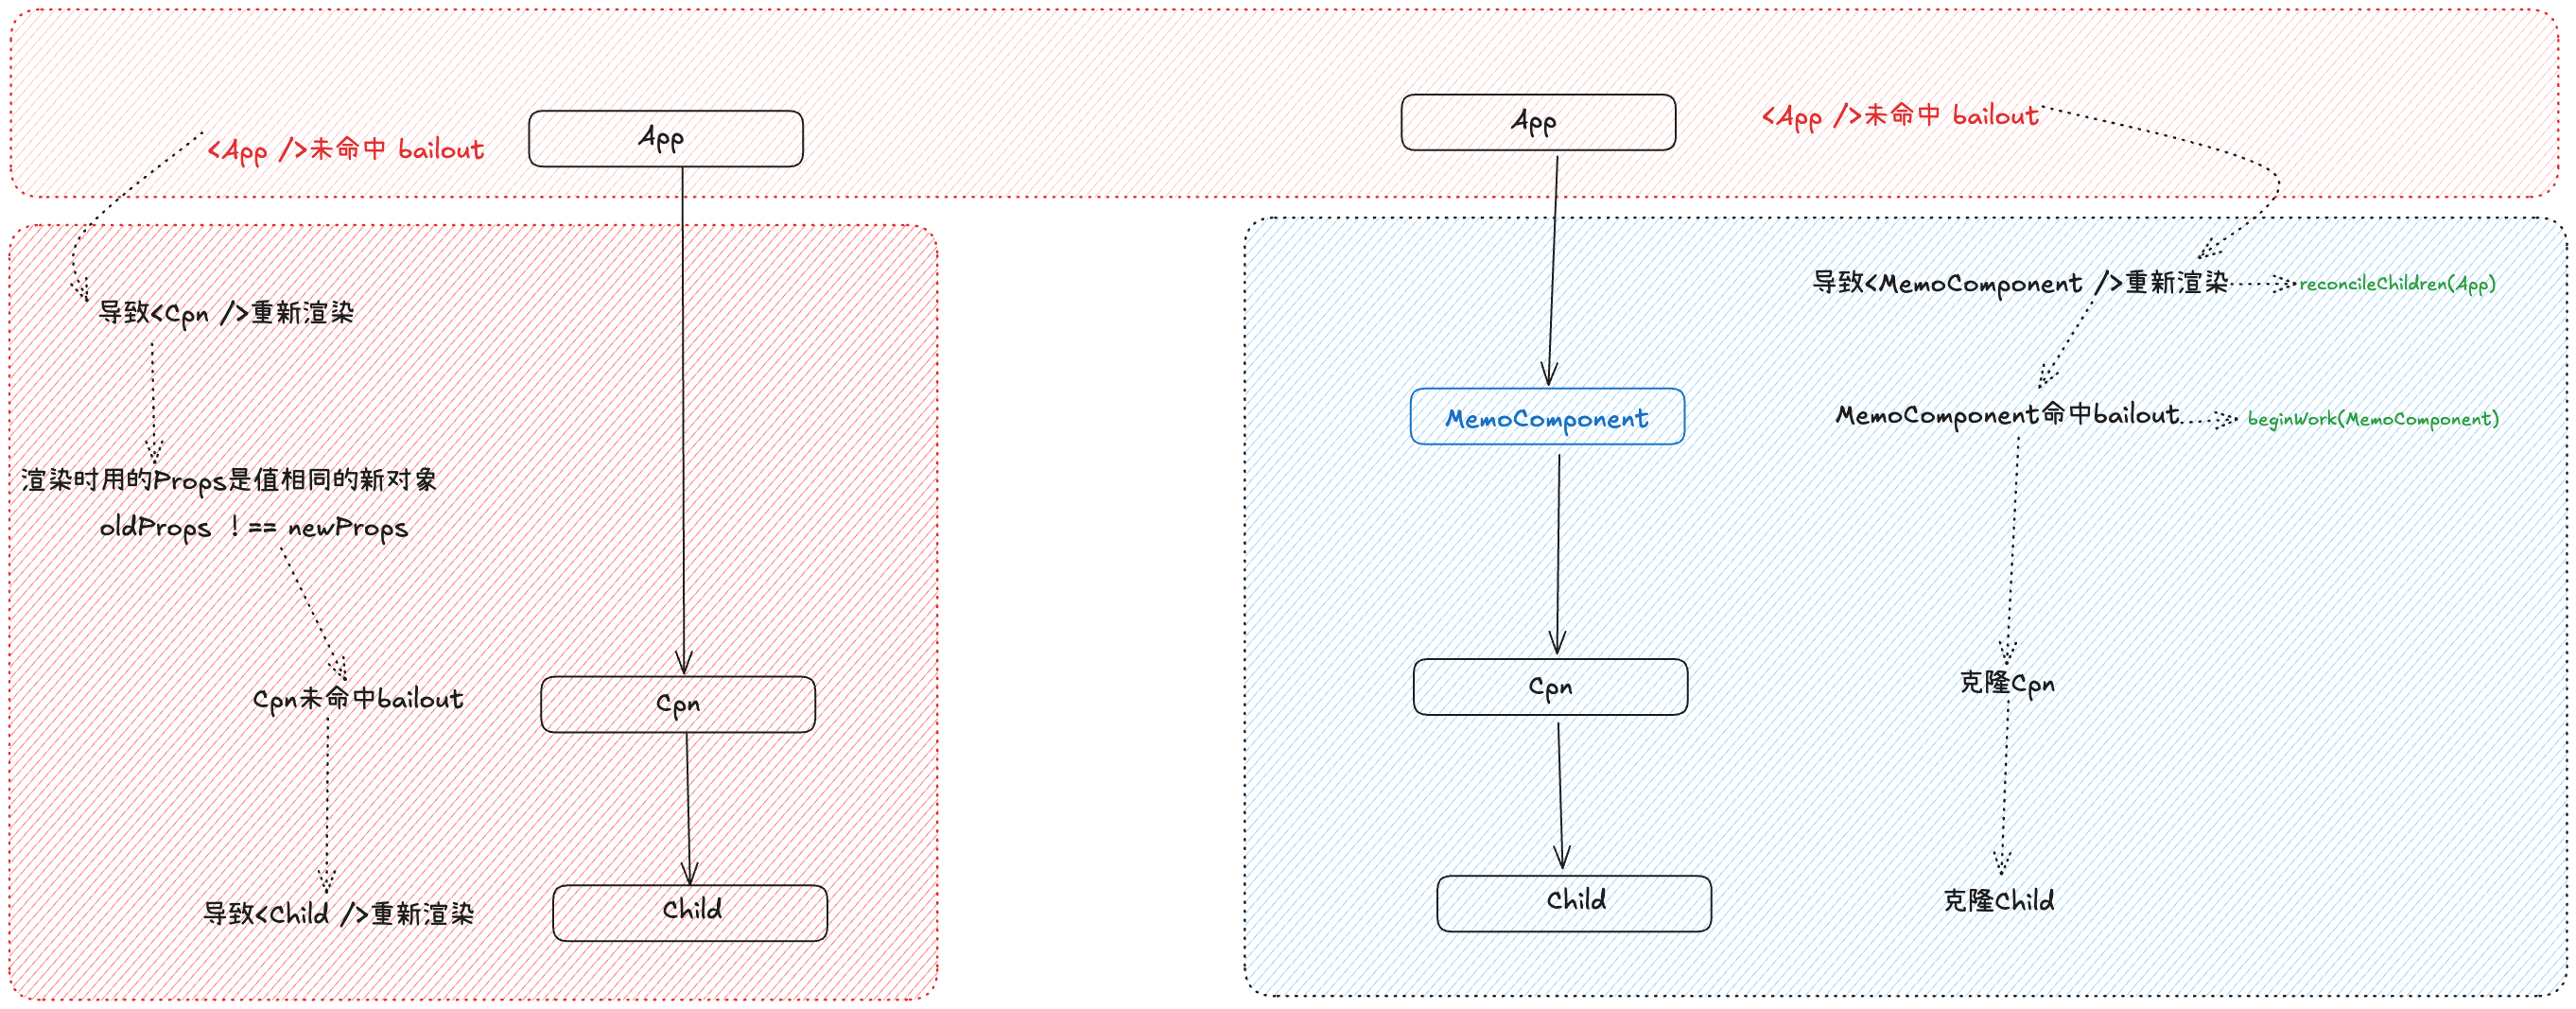 <App />未命中 bailout
App
导致<Cpn />重新渲染
渲染时用的Props是值相同的新对象
oldProps !== newProps
Cpn未命中bailout
Cpn
导致<Child />重新渲染
Child
App
<App />未命中 bailout
导致<MemoComponent />重新渲染
reconcileChildren(App)
MemoComponent
MemoComponent命中bailout
beginWork(MemoComponent)
Cpn
克隆Cpn
Child
克隆Child